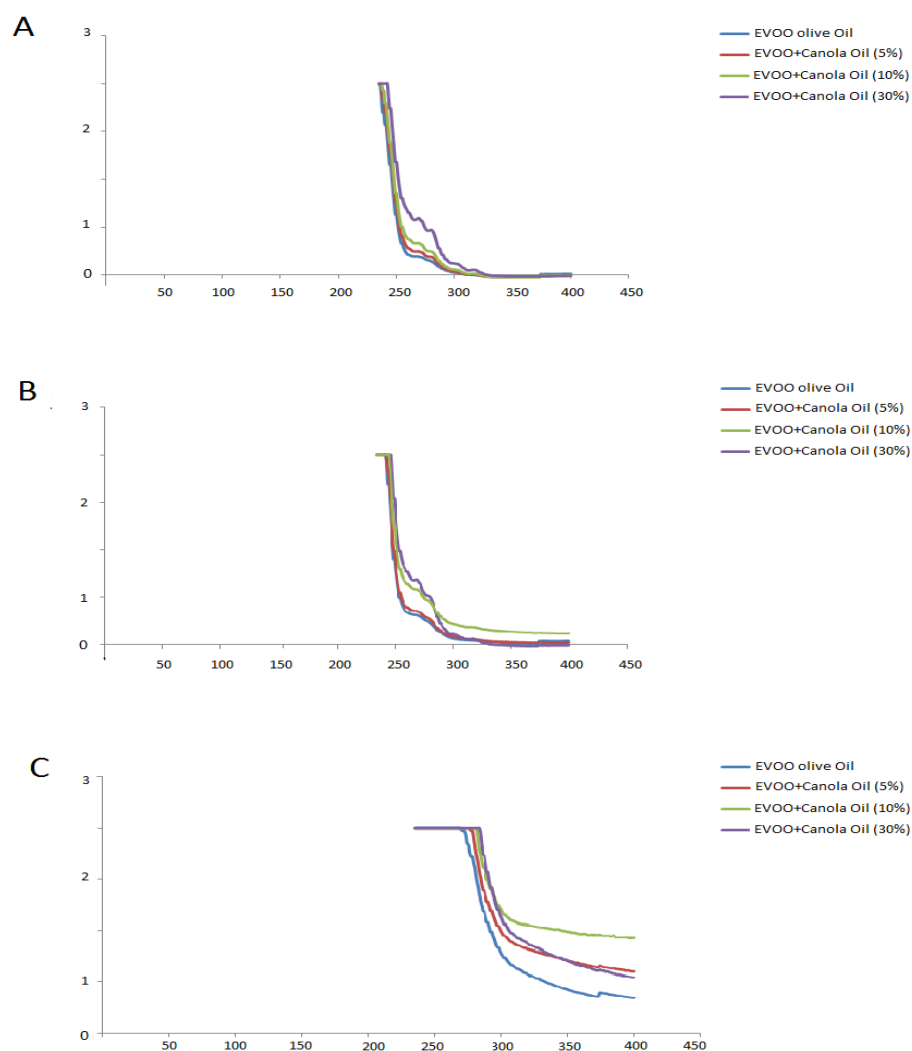 A
3
2
1
0
50 100 150 200 250 300 350 400 450
EVOO olive Oil
EVOO+Canola Oil (5%)
EVOO+Canola Oil (10%)
EVOO+Canola Oil (30%)
B
3
2
1
0
50 100 150 200 250 300 350 400 450
EVOO olive Oil
EVOO+Canola Oil (5%)
EVOO+Canola Oil (10%)
EVOO+Canola Oil (30%)
C
3
2
1
0
50 100 150 200 250 300 350 400 450
EVOO olive Oil
EVOO+Canola Oil (5%)
EVOO+Canola Oil (10%)
EVOO+Canola Oil (30%)